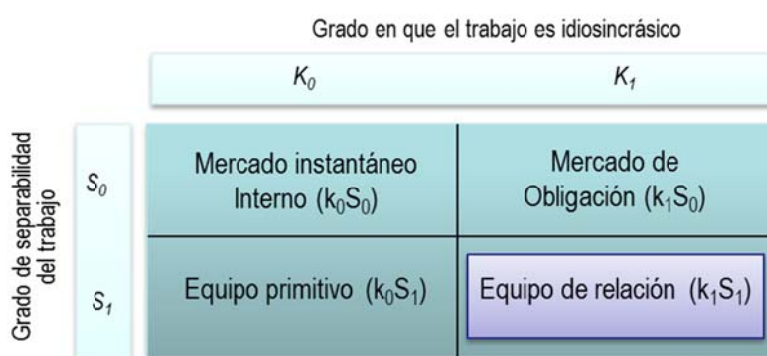 Grado en que el trabajo es idiosincrásico
K₀ K₁
Grado de separabilidad
del trabajo
S₀
Mercado instantáneo
Interno (k₀S₀)
Mercado de
Obligación (k₁S₀)
S₁
Equipo primitivo (k₀S₁)
Equipo de relación (k₁S₁)